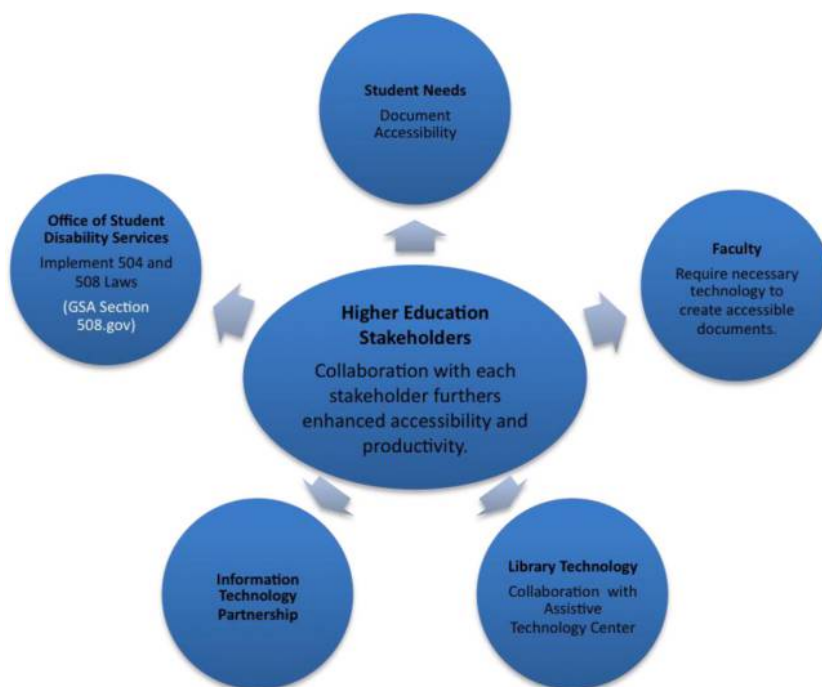 Student Needs
Document
Accessibility
Office of Student
Disability Services
Implement 504 and
508 Laws
(GSA Section
508.gov)
Faculty
Require necessary
technology to
create accessible
documents.
Higher Education
Stakeholders
Collaboration with each
stakeholder furthers
enhanced accessibility and
productivity.
Information
Technology
Partnership
Library Technology
Collaboration with
Assistive
Technology Center